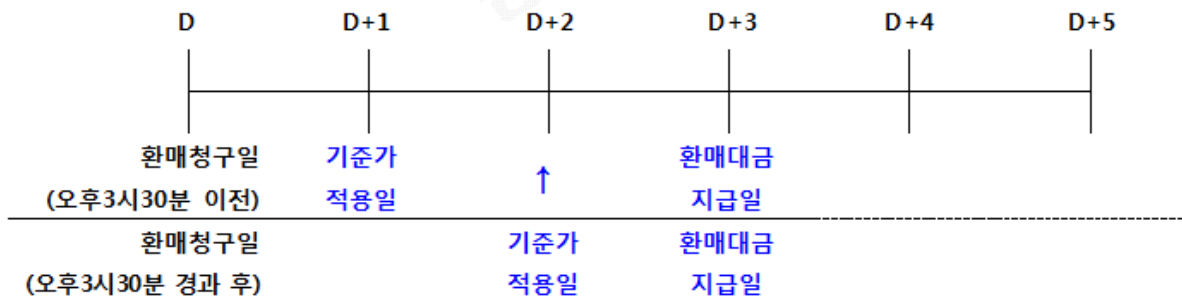 D D+1 D+2 D+3 D+4 D+5
환매청구일 기준가 환매대금
↑
(오후3시30분 이전) 적용일 지급일
환매청구일 기준가 환매대금
(오후3시30분 경과 후) 적용일 지급일